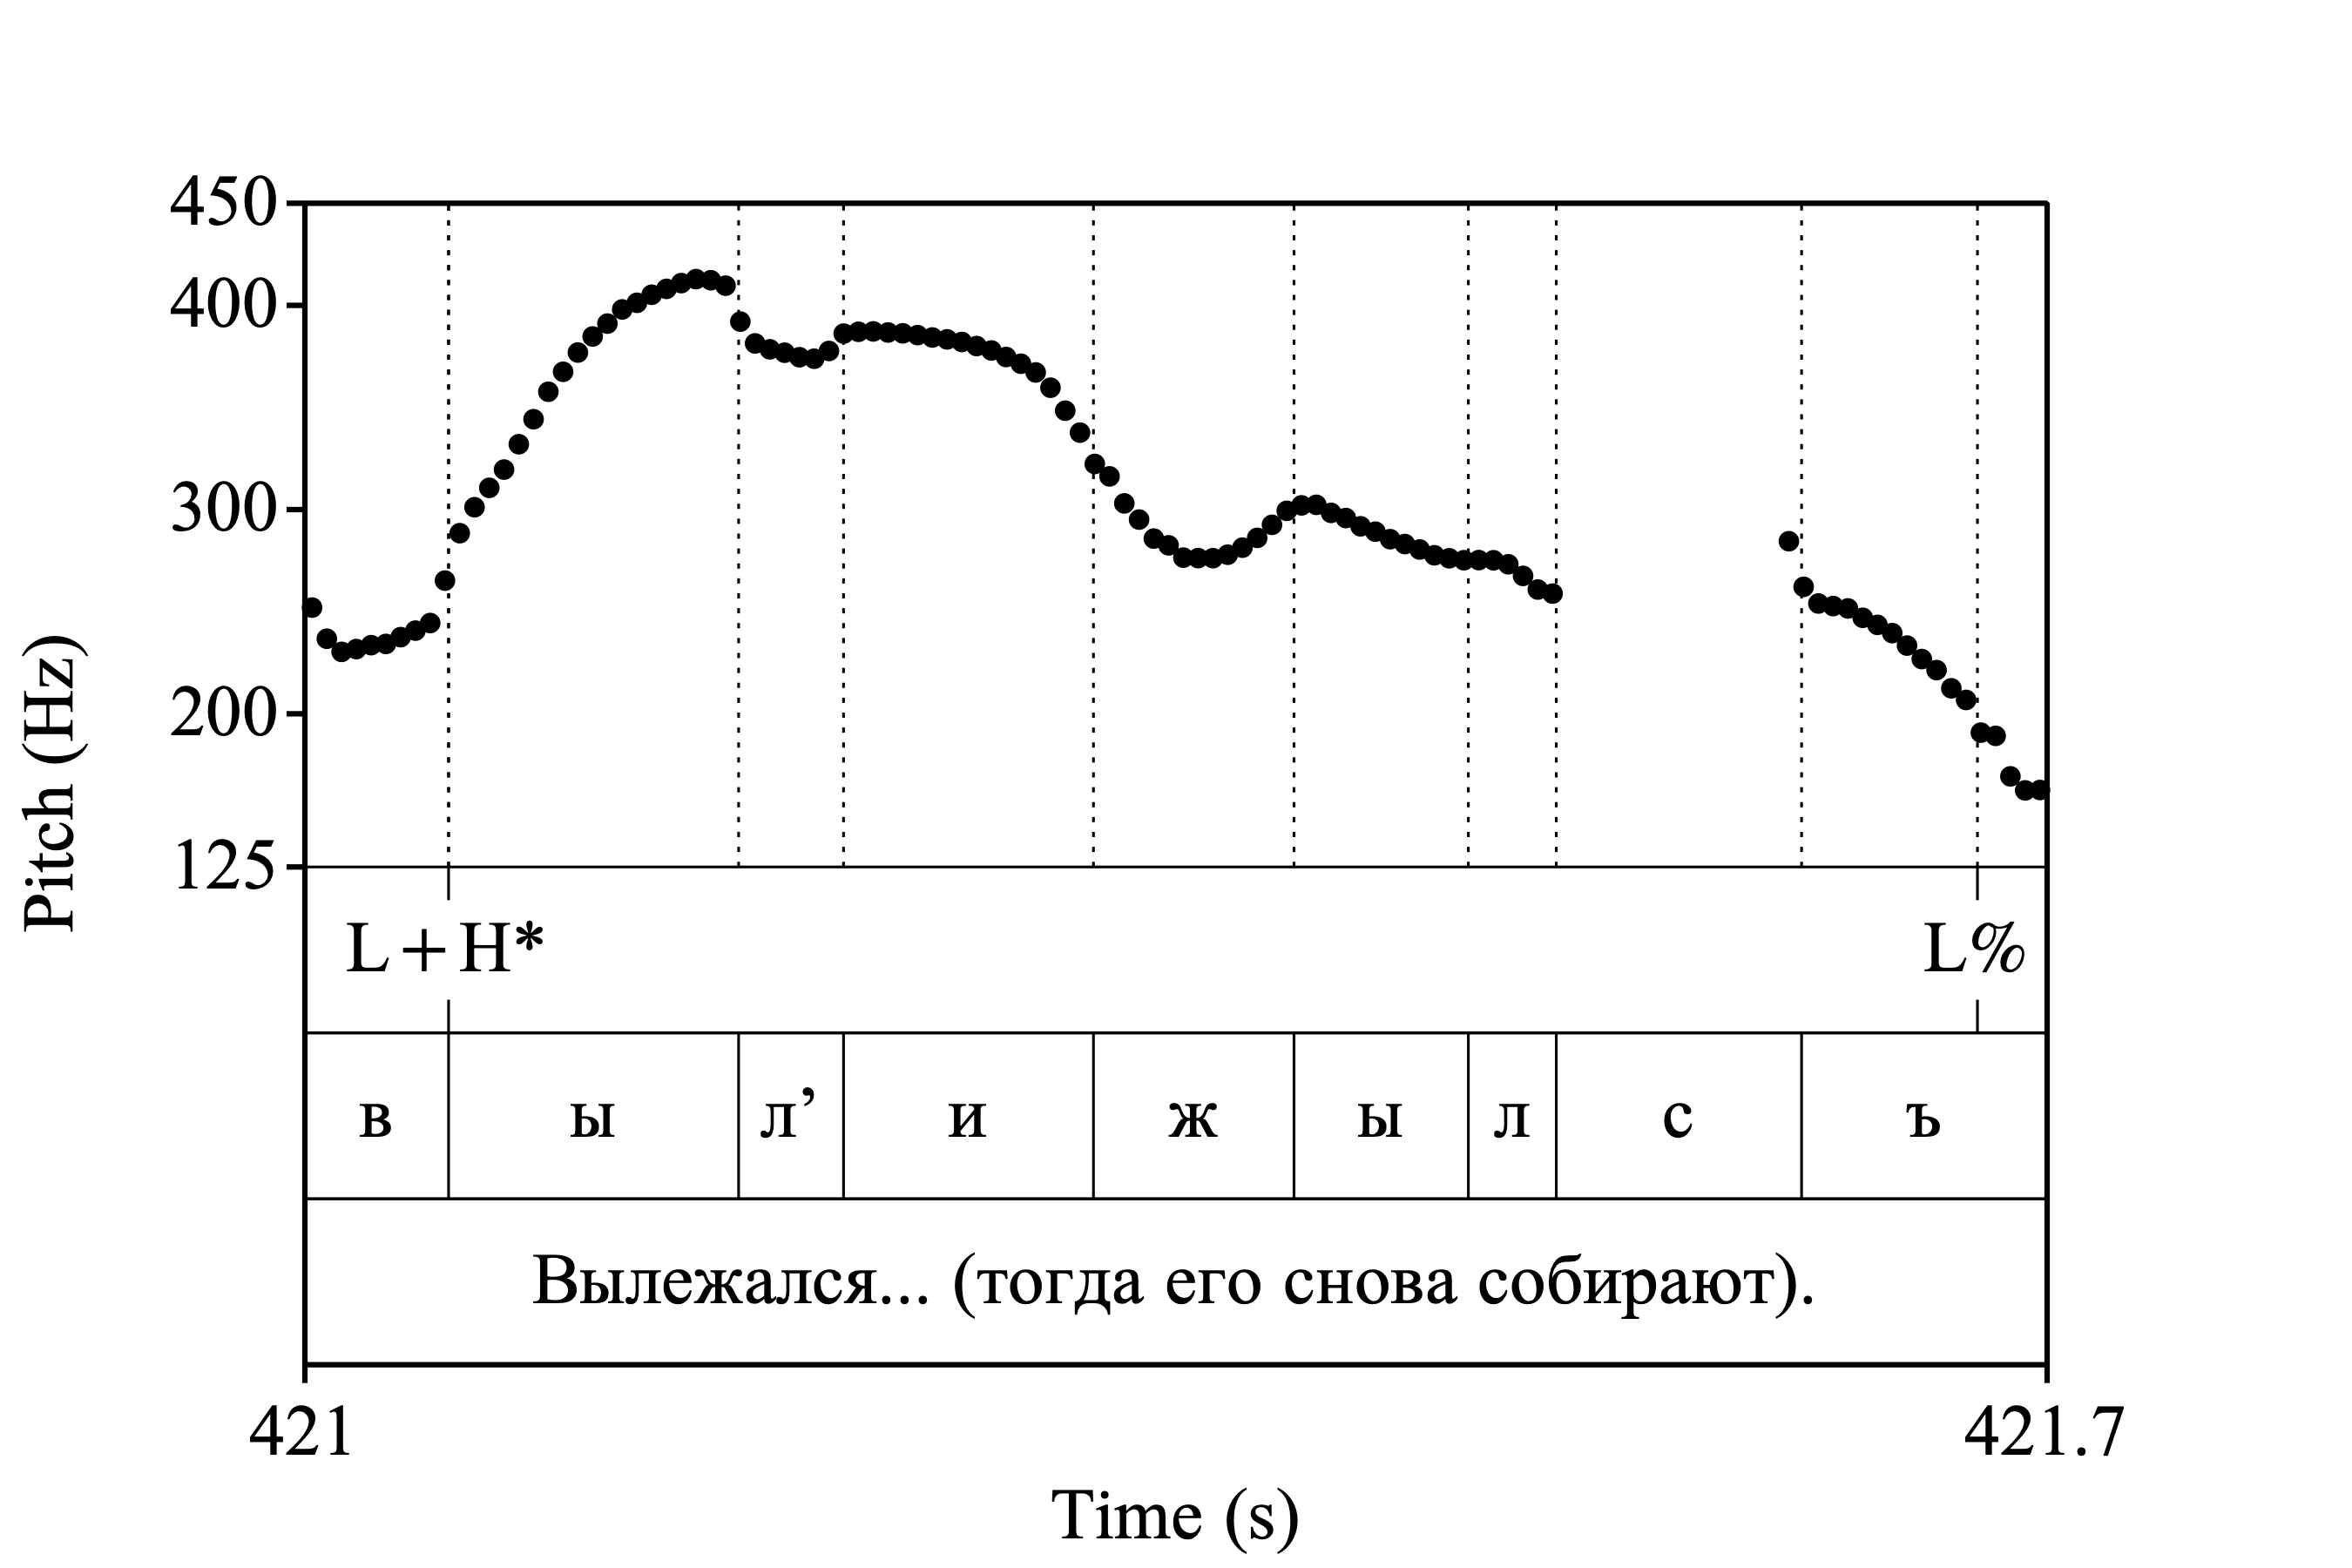 450
400
300
200
125
Pitch (Hz)
L+H* L%
в ы л’ и ж ы л с ъ
Вылежался... (тогда его снова собирают).
421 421.7
Time (s)